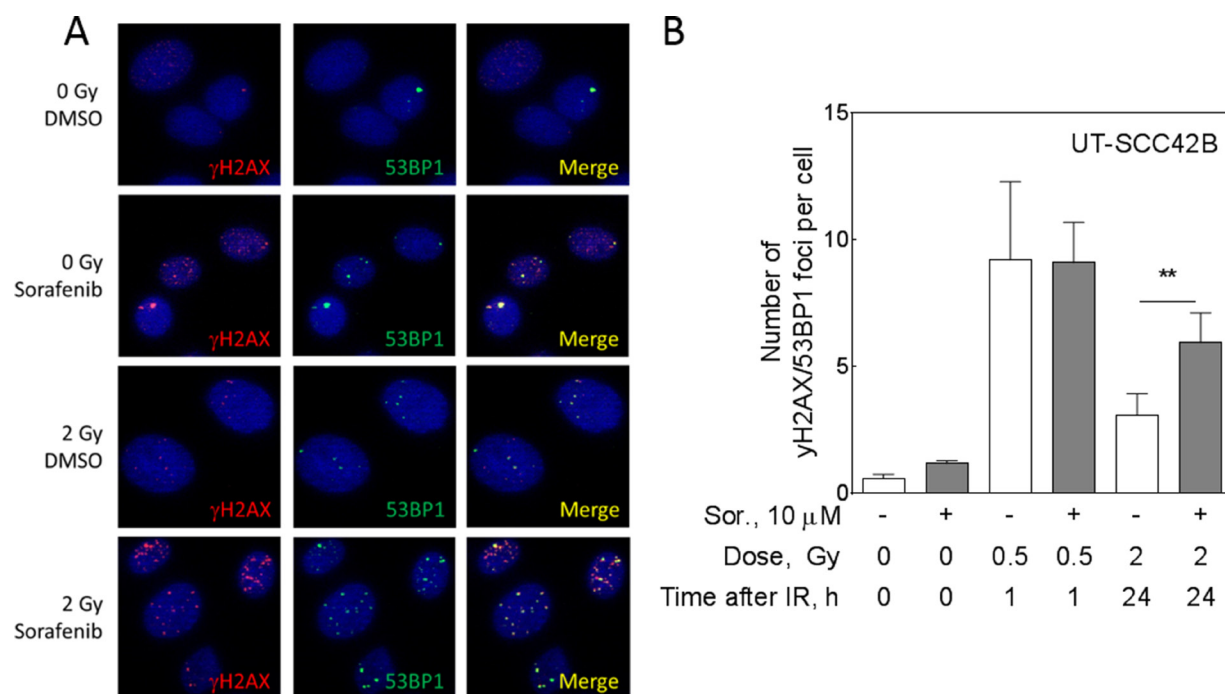 A
0 Gy
DMSO
γH2AX
53BP1
Merge
0 Gy
Sorafenib
γH2AX
53BP1
Merge
2 Gy
DMSO
γH2AX
53BP1
Merge
2 Gy
Sorafenib
γH2AX
53BP1
Merge
B
Number of
yH2AX/53BP1 foci per cell
15
10
5
0
UT-SCC42B
**
Sor., 10 μM - + - + - +
Dose, Gy 0 0 0.5 0.5 2 2
Time after IR, h 0 0 1 1 24 24